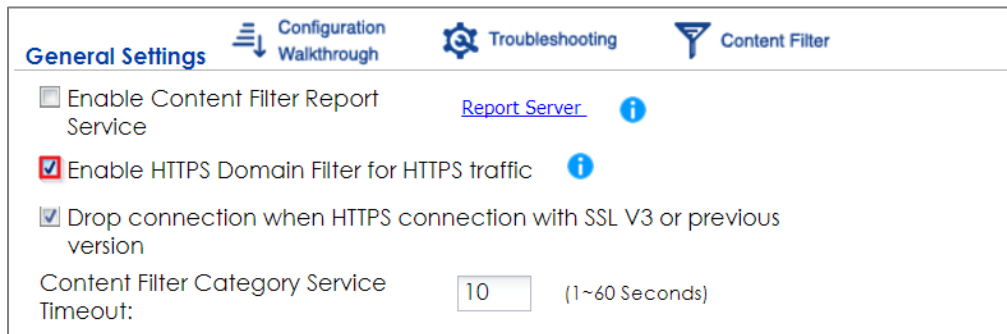 General Settings
Configuration
Walkthrough
Troubleshooting
Content Filter
Enable Content Filter Report
Service
Report Server
Enable HTTPS Domain Filter for HTTPS traffic
Drop connection when HTTPS connection with SSL V3 or previous
version
Content Filter Category Service
Timeout:
10
(1~60 Seconds)